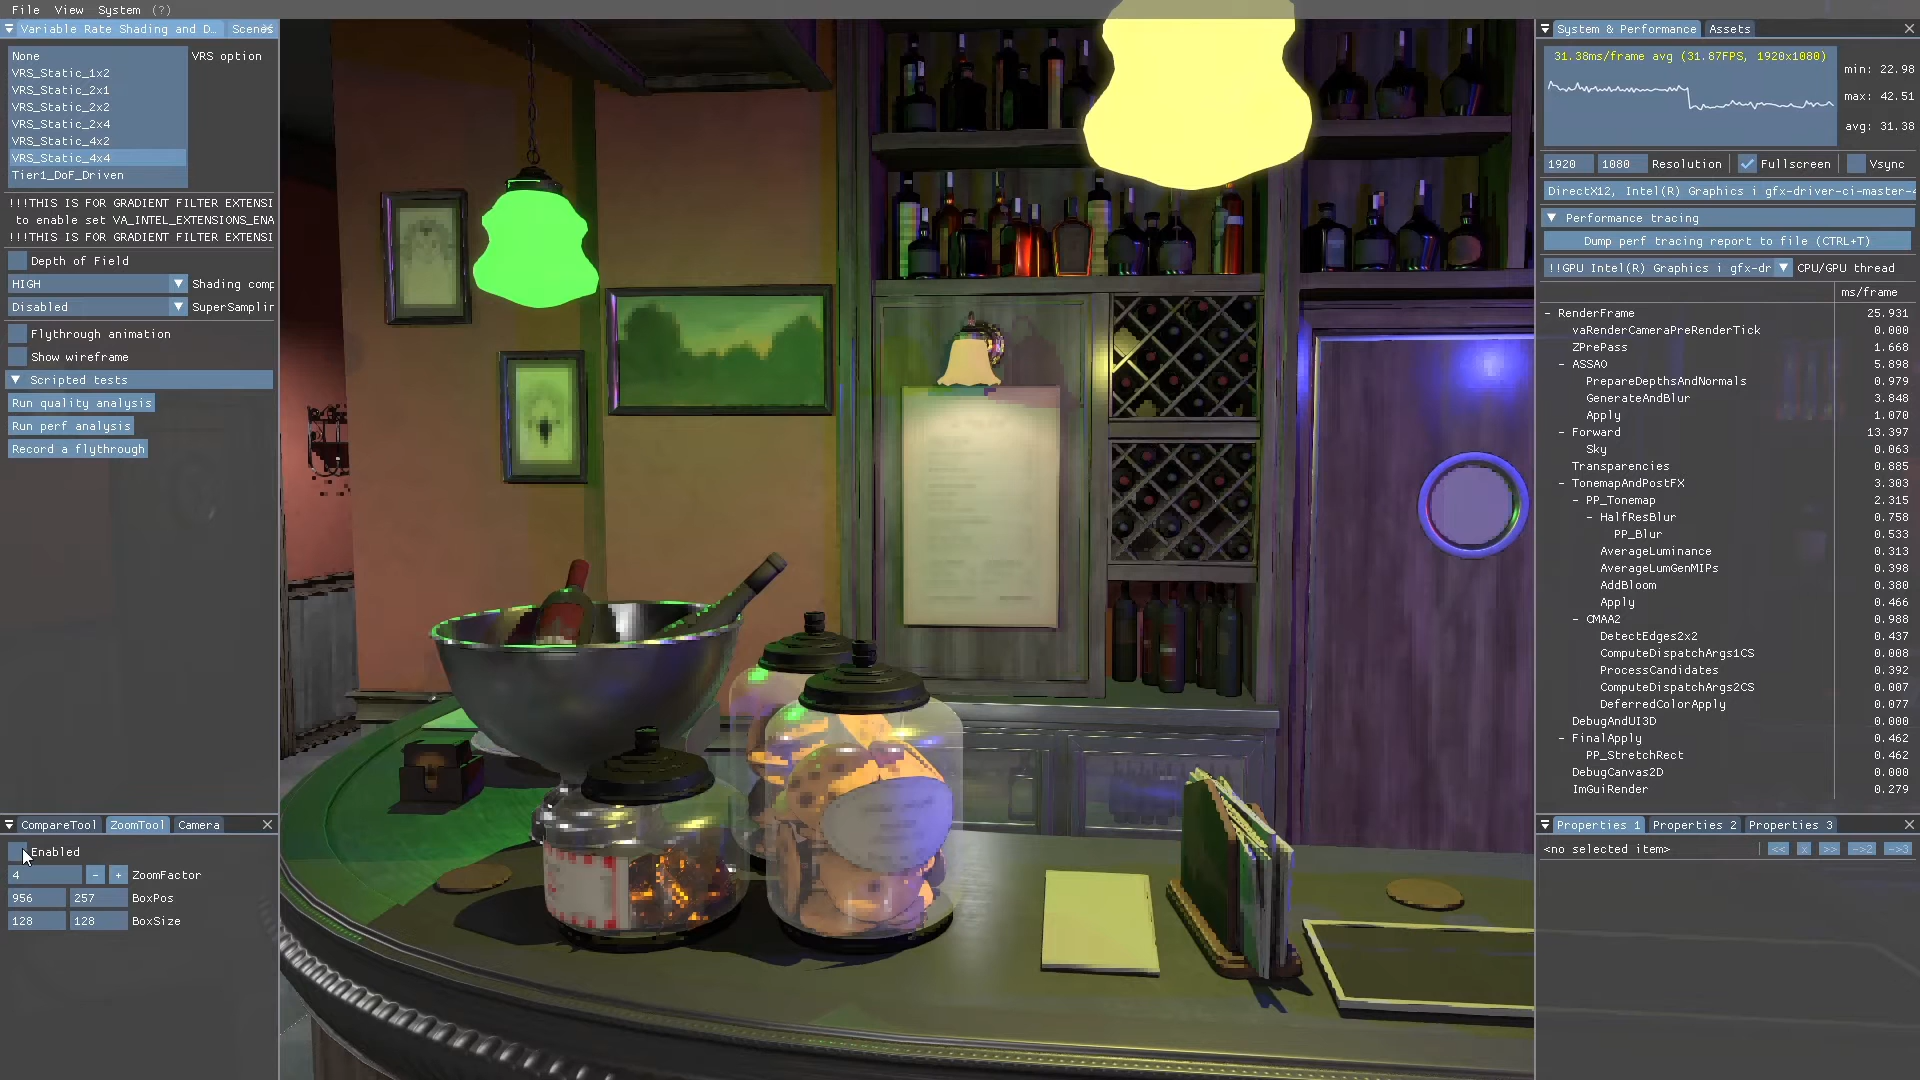 File View System (?)
Variable Rate Shading and D.. Scenes
None VRS option
VRS_Static_1x2
VRS_Static_2x1
VRS_Static_2x2
VRS_Static_2x4
VRS_Static_4x2
VRS_Static_4x4
Tier1_DoF_Driven
!!!THIS IS FOR GRADIENT FILTER EXTENSI
to enable set VA_INTEL_EXTENSIONS_ENA
!!!THIS IS FOR GRADIENT FILTER EXTENSI
Depth of Field
HIGH Shading comp
Disabled SuperSamplin
Flythrough animation
Show wireframe
Scripted tests
Run quality analysis
Run perf analysis
Record a flythrough
CompareTool ZoomTool Camera
Enabled
4 - + ZoomFactor
956 257 BoxPos
128 128 BoxSize
System & Performance Assets
31.38ms/frame avg (31.87FPS, 1920x1080)
min: 22.98
max: 42.51
avg: 31.38
1920 1080 Resolution Fullscreen Vsync
DirectX12, Intel(R) Graphics i gfx-driver-ci-master-
Performance tracing
Dump perf tracing report to file (CTRL+T)
!!GPU Intel(R) Graphics i gfx-dr CPU/GPU thread
ms/frame
- RenderFrame 25.931
vaRenderCameraPreRenderTick 0.000
ZPrePass 1.668
- ASSAO 5.898
PrepareDepthsAndNormals 0.979
GenerateAndBlur 3.848
Apply 1.070
- Forward 13.397
Sky 0.063
Transparencies 0.885
- TonemapAndPostFX 3.303
- PP_Tonemap 2.315
- HalfResBlur 0.758
PP_Blur 0.533
AverageLuminance 0.313
AverageLumGenMIPs 0.398
AddBloom 0.380
Apply 0.466
- CMAA2 0.988
DetectEdges2x2 0.437
ComputeDispatchArgs1CS 0.008
ProcessCandidates 0.392
ComputeDispatchArgs2CS 0.007
DeferredColorApply 0.077
DebugAndUI3D 0.000
- FinalApply 0.462
PP_StretchRect 0.462
DebugCanvas2D 0.000
ImGuiRender 0.279
Properties 1 Properties 2 Properties 3
<no selected item> << x >> ->2 ->3